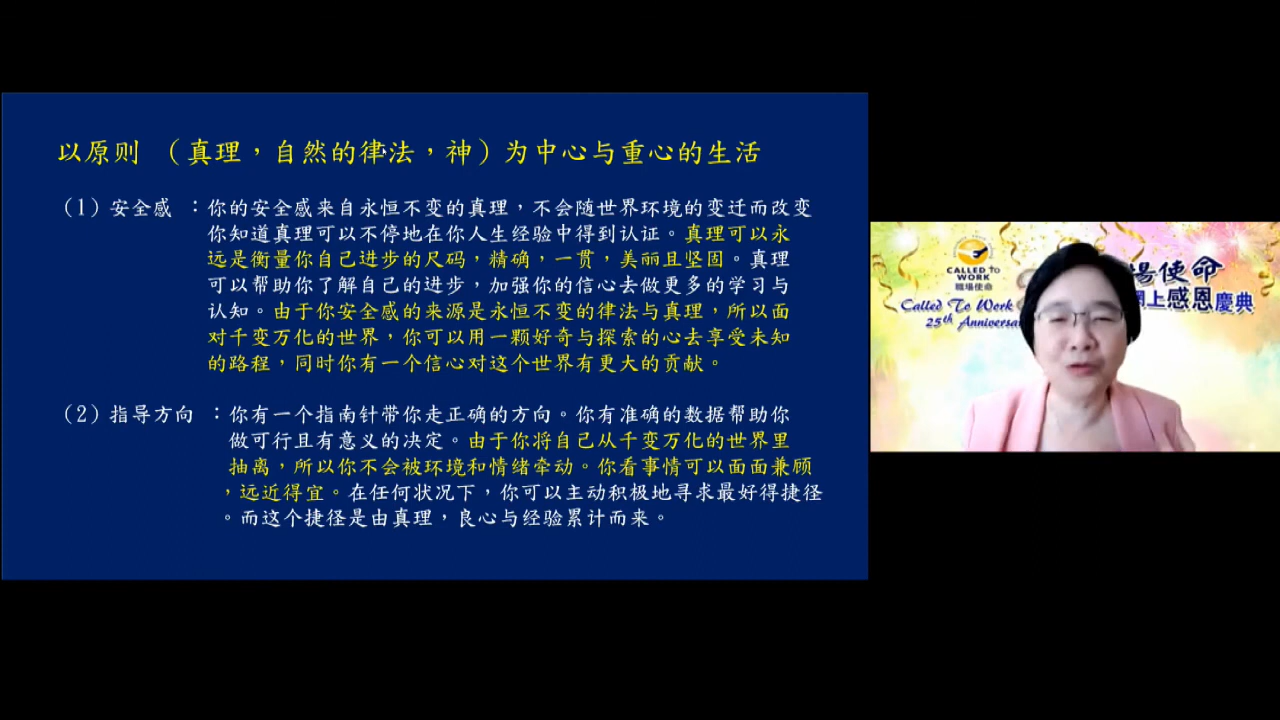 以原则 （真理，自然的律法，神）为中心与重心的生活
（1）安全感 ：你的安全感来自永恒不变的真理，不会随世界环境的变迁而改变
你知道真理可以不停地在你人生经验中得到认证。真理可以永
远是衡量你自己进步的尺码，精确，一贯，美丽且坚固。真理
可以帮助你了解自己的进步，加强你的信心去做更多的学习与
认知。由于你安全感的来源是永恒不变的律法与真理，所以面
对千变万化的世界，你可以用一颗好奇与探索的心去享受未知
的路程，同时你有一个信心对这个世界有更大的贡献。
（2）指导方向 ：你有一个指南针带你走正确的方向。你有准确的数据帮助你
做可行且有意义的决定。由于你将自己从千变万化的世界里
抽离，所以你不会被环境和情绪牵动。你看事情可以面面兼顾
，远近得宜。在任何状况下，你可以主动积极地寻求最好得捷径
。而这个捷径是由真理，良心与经验累计而来。
CALLED TO
WORK
職場使命
場使命
Called To Work
網上感恩慶典
25th Anniversa